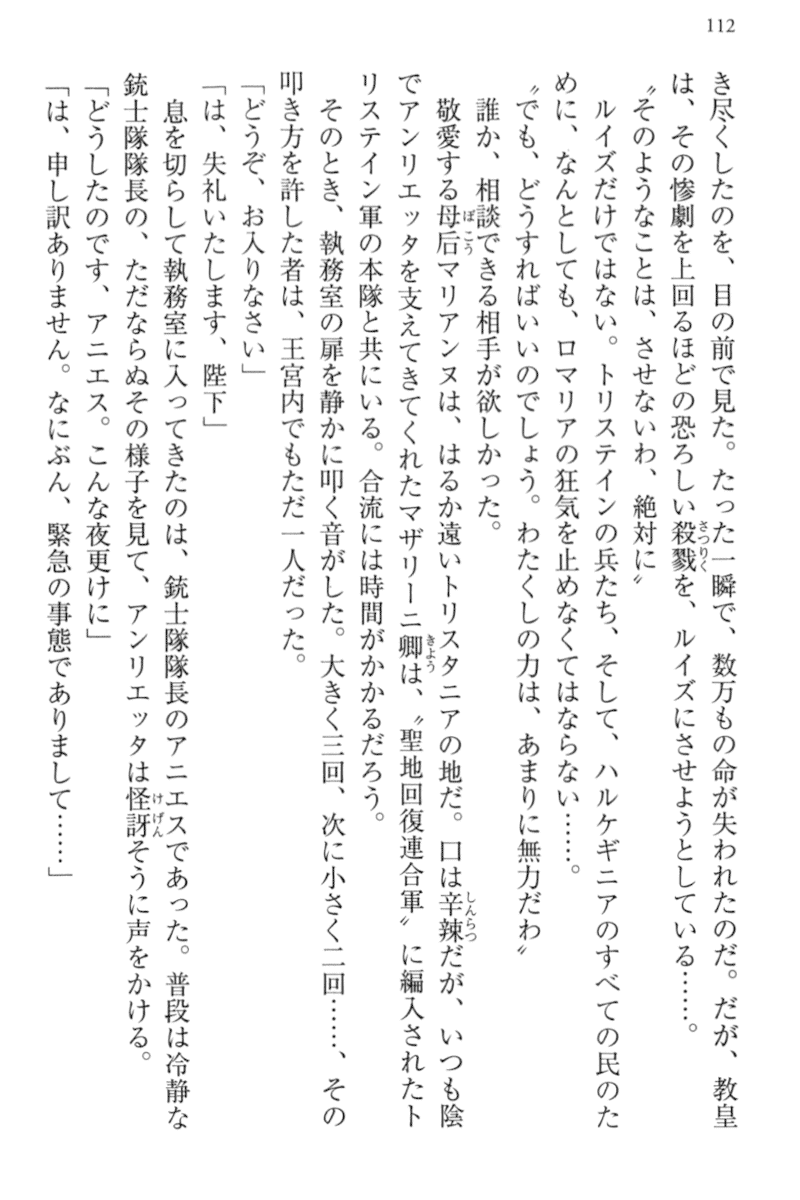 112
き尽くしたのを、目の前で見た。たった一瞬で、数万もの命が失われたのだ。だが、教皇
は、その惨劇を上回るほどの恐ろしい殺戮を、ルイズにさせようとしている……。
〝そのようなことは、させないわ、絶対に〟
ルイズだけではない。トリステインの兵たち、そして、ハルケギニアのすべての民のた
めに、なんとしても、ロマリアの狂気を止めなくてはならない……。
〝でも、どうすればいいのでしょう。わたくしの力は、あまりに無力だわ〟
誰か、相談できる相手が欲しかった。
敬愛する母后マリアンヌは、はるか遠いトリスタニアの地だ。口は辛辣だが、いつも陰
でアンリエッタを支えてきてくれたマザリーニ卿は、〝聖地回復連合軍〟に編入されたト
リステイン軍の本隊と共にいる。合流には時間がかかるだろう。
そのとき、執務室の扉を静かに叩く音がした。大きく三回、次に小さく二回……、その
叩き方を許した者は、王宮内でもただ一人だった。
「どうぞ、お入りなさい」
「は、失礼いたします、陛下」
息を切らして執務室に入ってきたのは、銃士隊隊長のアニエスであった。普段は冷静な
銃士隊隊長の、ただならぬその様子を見て、アンリエッタは怪訝そうに声をかける。
「どうしたのです、アニエス。こんな夜更けに」
「は、申し訳ありません。なにぶん、緊急の事態でありまして……」